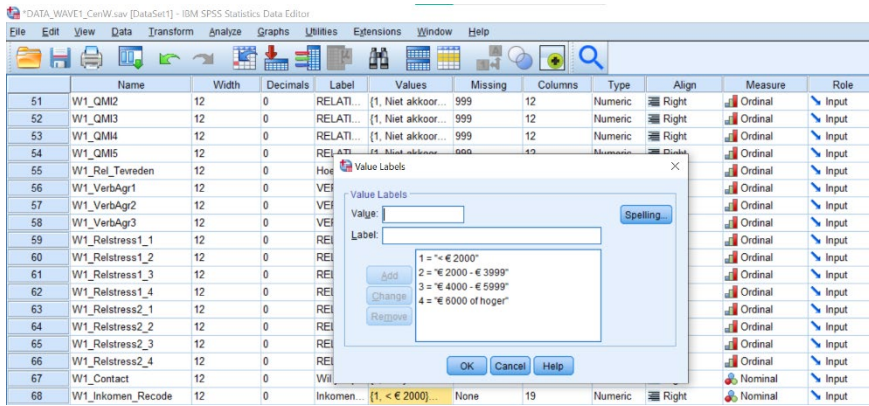 *DATA_WAVE1_CenW.sav [DataSet1] - IBM SPSS Statistics Data Editor
File Edit View Data Transform Analyze Graphs Utilities Extensions Window Help
Name Width Decimals Label Values Missing Columns Type Align Measure Role
51 W1_QMI2 12 0 RELATI... {1, Niet akkoor... 999 12 Numeric Right Ordinal Input
52 W1_QMI3 12 0 RELATI... {1, Niet akkoor... 999 12 Numeric Right Ordinal Input
53 W1_QMI4 12 0 RELATI... {1, Niet akkoor... 999 12 Numeric Right Ordinal Input
54 W1_QMI5 12 0 RELATI... {1, Niet akkoor... 999 12 Numeric Right Ordinal Input
55 W1_Rel_Tevreden 12 0 Hoe Ordinal Input
56 W1_VerbAgr1 12 0 VER Ordinal Input
57 W1_VerbAgr2 12 0 VER Ordinal Input
58 W1_VerbAgr3 12 0 VER Ordinal Input
59 W1_Relstress1_1 12 0 REL Ordinal Input
60 W1_Relstress1_2 12 0 REL Ordinal Input
61 W1_Relstress1_3 12 0 REL Ordinal Input
62 W1_Relstress1_4 12 0 REL Ordinal Input
63 W1_Relstress2_1 12 0 REL Ordinal Input
64 W1_Relstress2_2 12 0 REL Ordinal Input
65 W1_Relstress2_3 12 0 REL Ordinal Input
66 W1_Relstress2_4 12 0 REL Ordinal Input
67 W1_Contact 12 0 Wil Nominal Input
68 W1_Inkomen_Recode 12 0 Inkomen... {1, < € 2000}... None 19 Numeric Right Nominal Input
Value Labels
Value Labels
Value:
Spelling...
Label:
Add
Change
Remove
1 = "< € 2000"
2 = "€ 2000 - € 3999"
3 = "€ 4000 - € 5999"
4 = "€ 6000 of hoger"
OK Cancel Help